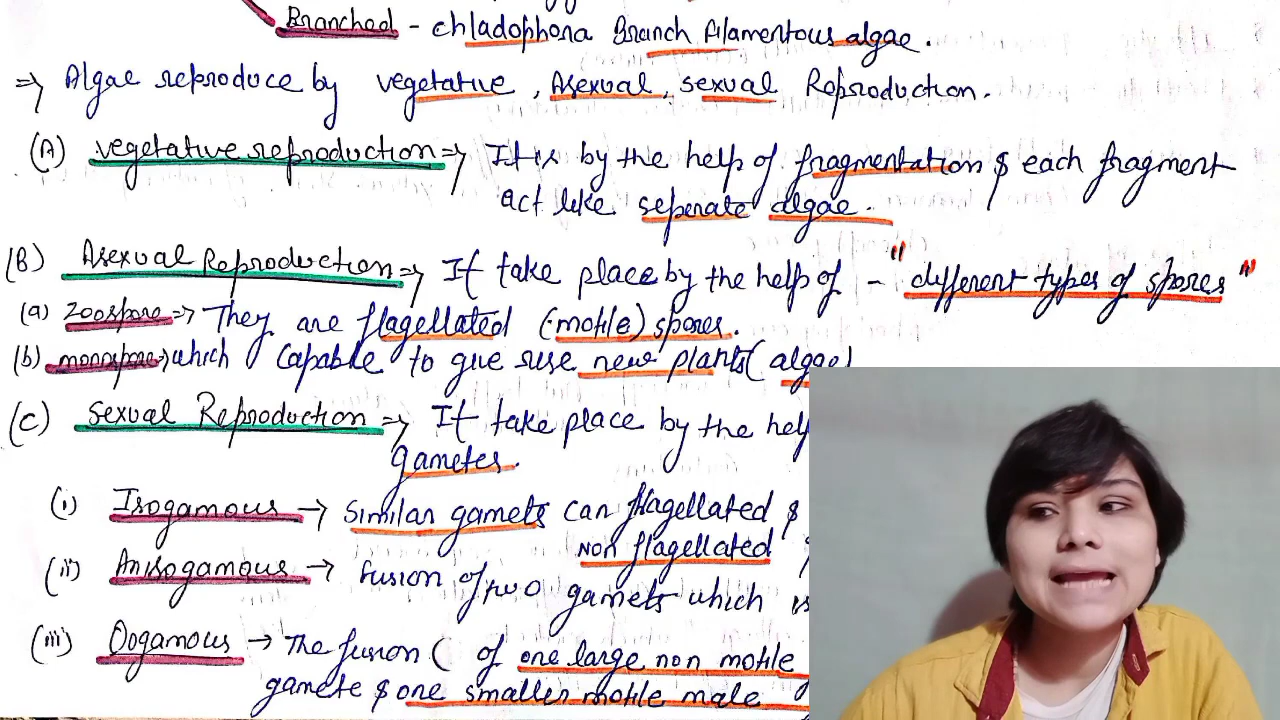 Branched - chladophora Branch filamentous algae.
=> Algae reproduce by vegetative, Asexual, sexual Reproduction.
(A) vegetative reproduction => It is by the help of fragmentation & each fragment
act like seperate algae.
(B) Asexual Reproduction => It take place by the help of - "different types of spores"
(a) Zoospore => They are flagellated (motile) spores.
(b) monospore => which capable to give rise new plants (algae)
(C) Sexual Reproduction => It take place by the help
gametes.
(i) Isogamous → Similar gamets can flagellated &
Non flagellated
(ii) Anisogamous → Fusion of two gamets which is
(iii) Oogamous → The fusion ( of one large non motile
gamete & one smaller motile male